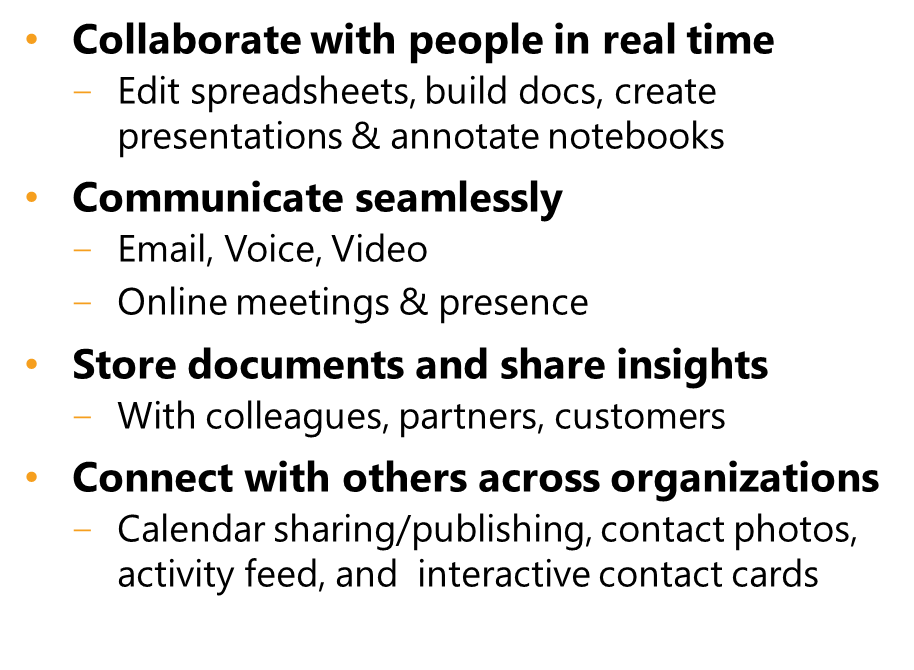 • Collaborate with people in real time
– Edit spreadsheets, build docs, create
presentations & annotate notebooks
• Communicate seamlessly
– Email, Voice, Video
– Online meetings & presence
• Store documents and share insights
– With colleagues, partners, customers
• Connect with others across organizations
– Calendar sharing/publishing, contact photos,
activity feed, and  interactive contact cards